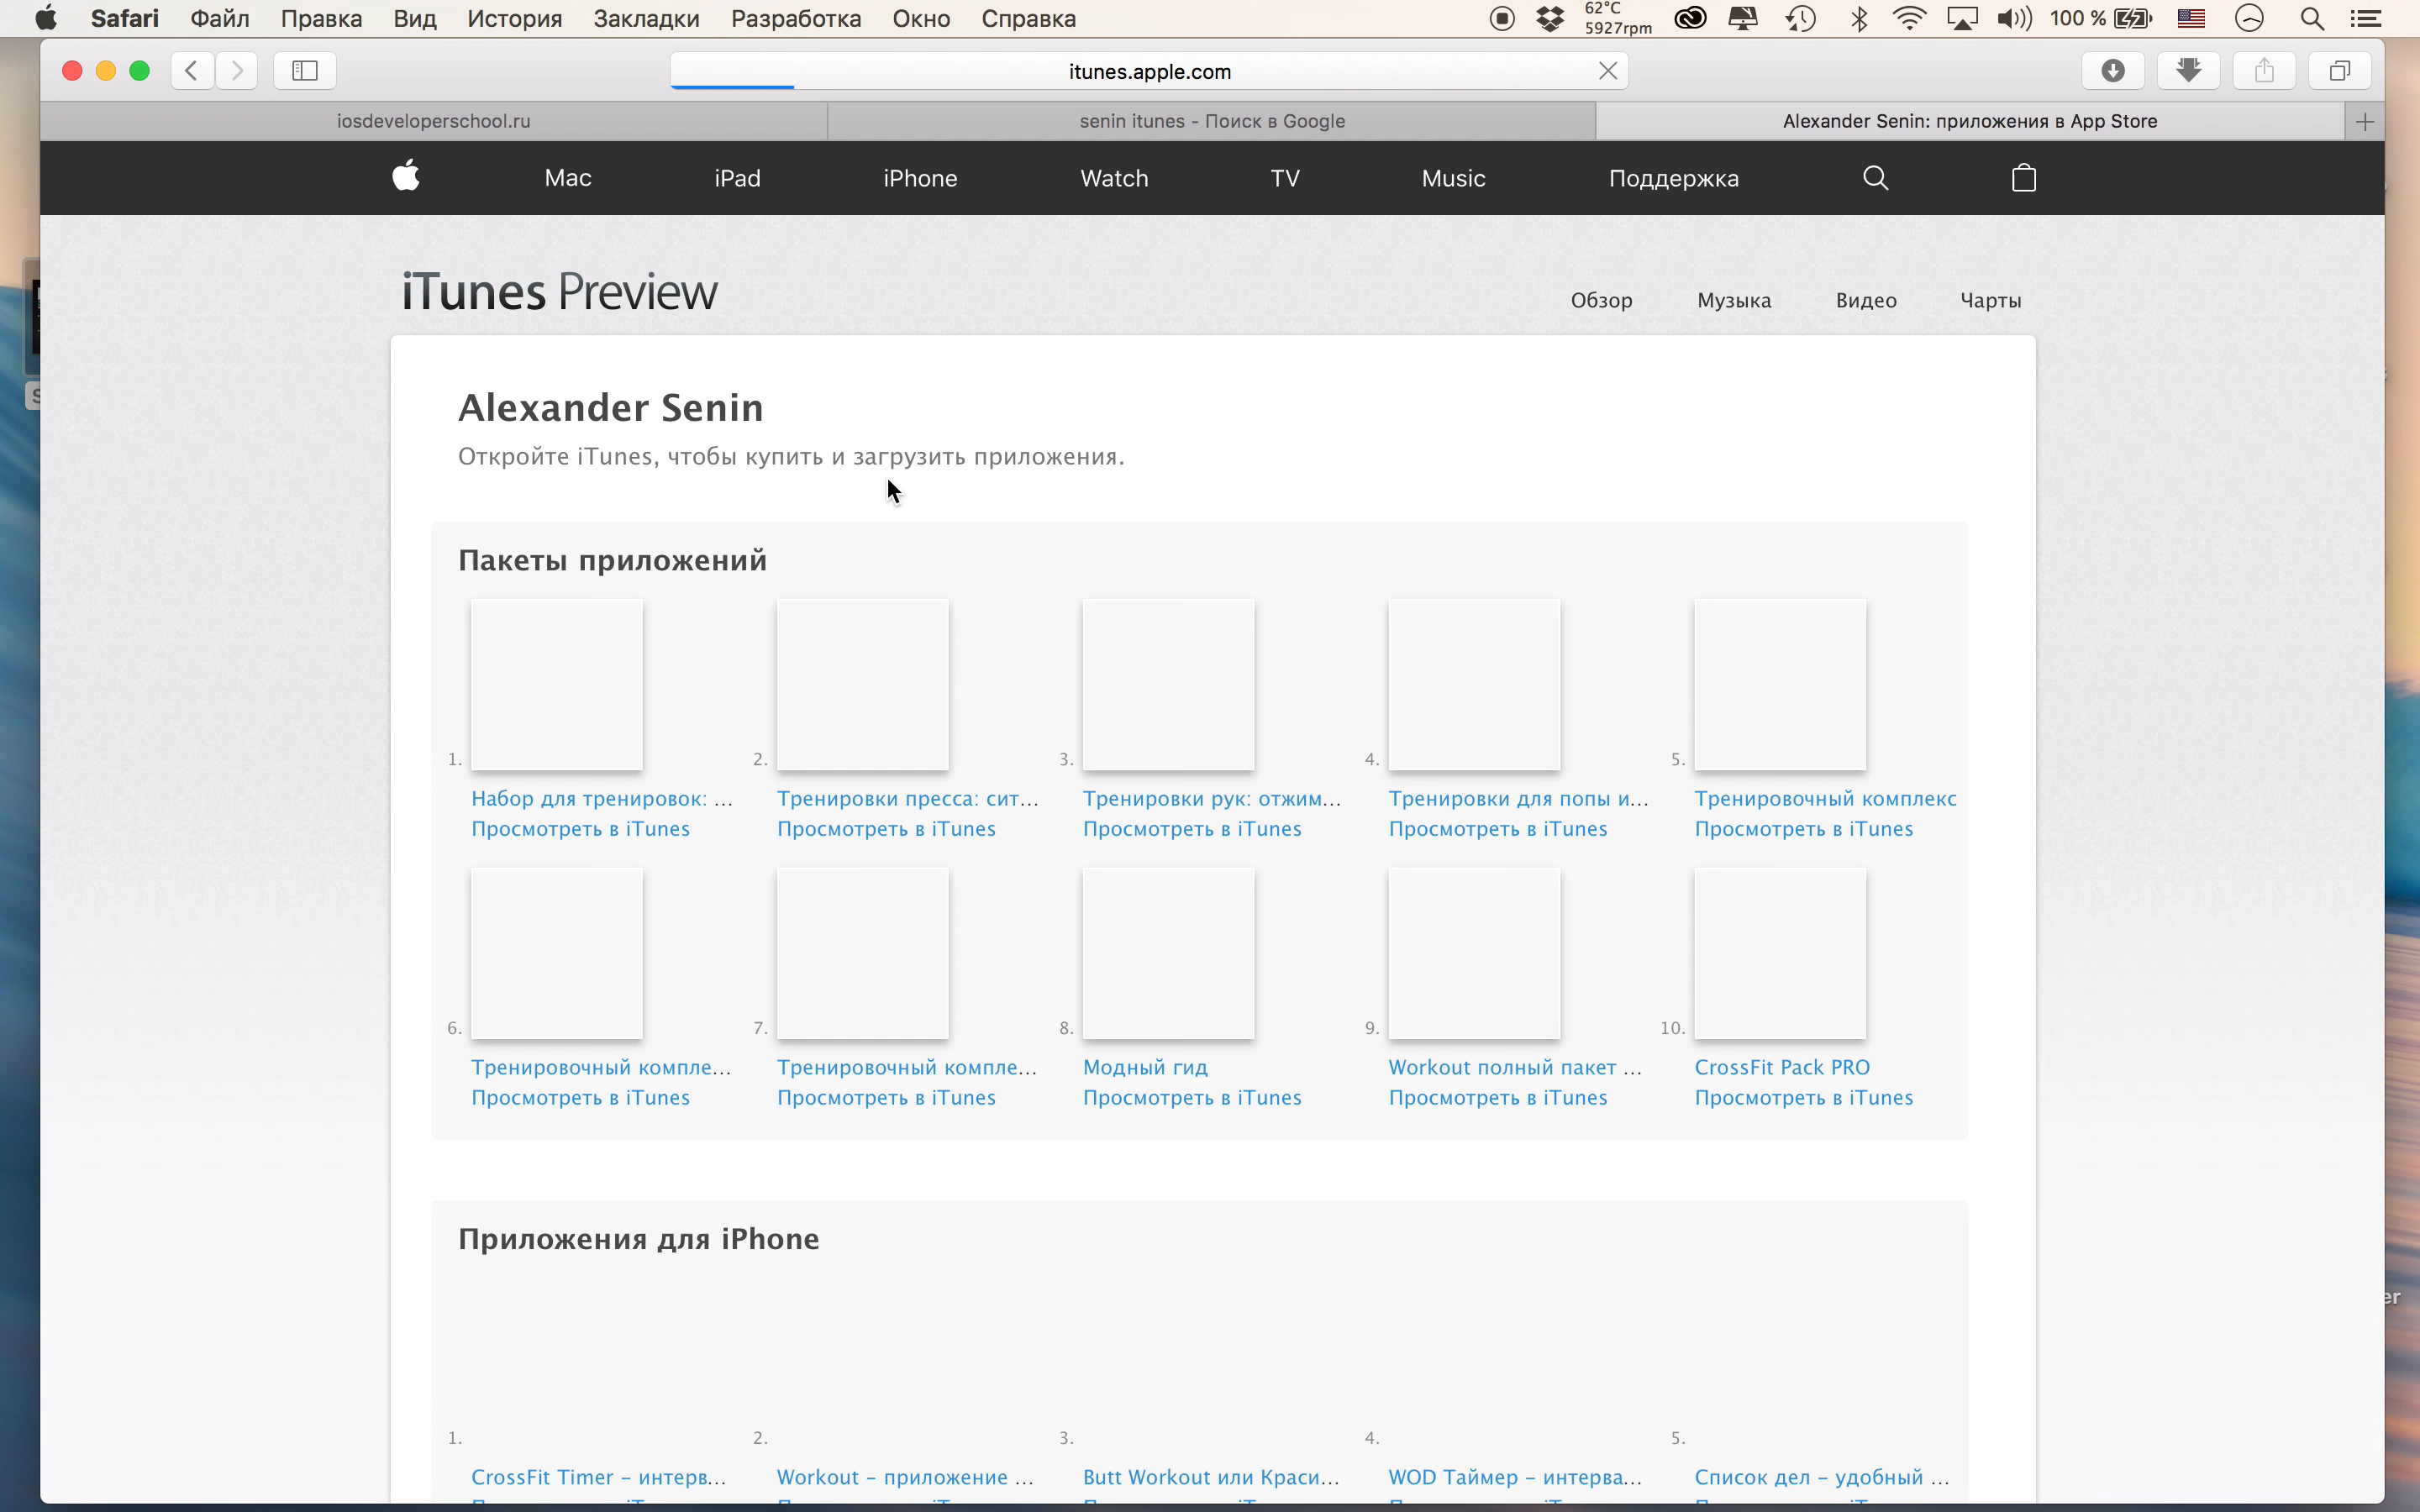 Safari Файл Правка Вид История Закладки Разработка Окно Справка 62°C 5927rpm 100 %
itunes.apple.com
iosdeveloperschool.ru senin itunes - Поиск в Google Alexander Senin: приложения в App Store
Mac iPad iPhone Watch TV Music Поддержка
iTunes Preview
Обзор Музыка Видео Чарты
Alexander Senin
Откройте iTunes, чтобы купить и загрузить приложения.
Пакеты приложений
1. 2. 3. 4. 5.
Набор для тренировок: ... Тренировки пресса: сит... Тренировки рук: отжим... Тренировки для попы и... Тренировочный комплекс
Просмотреть в iTunes Просмотреть в iTunes Просмотреть в iTunes Просмотреть в iTunes Просмотреть в iTunes
6. 7. 8. 9. 10.
Тренировочный компле... Тренировочный компле... Модный гид Workout полный пакет ... CrossFit Pack PRO
Просмотреть в iTunes Просмотреть в iTunes Просмотреть в iTunes Просмотреть в iTunes Просмотреть в iTunes
Приложения для iPhone
er
1. 2. 3. 4. 5.
CrossFit Timer – интерв... Workout – приложение ... Butt Workout или Краси... WOD Таймер – интерва... Список дел – удобный ...